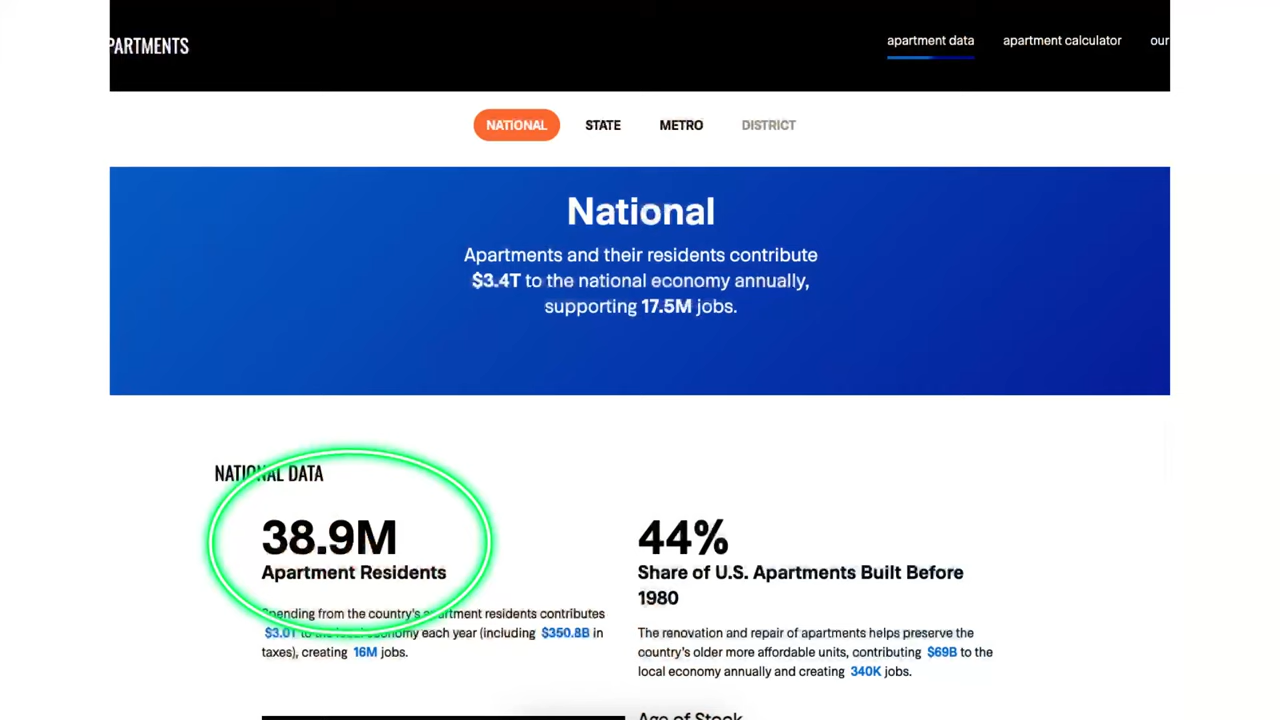 PARTMENTS
apartment data apartment calculator our
NATIONAL STATE METRO DISTRICT
National
Apartments and their residents contribute
$3.4T to the national economy annually,
supporting 17.5M jobs.
NATIONAL DATA
38.9M
Apartment Residents
Spending from the country's apartment residents contributes
$3.0T to the local economy each year (including $350.8B in
taxes), creating 16M jobs.
44%
Share of U.S. Apartments Built Before
1980
The renovation and repair of apartments helps preserve the
country's older more affordable units, contributing $69B to the
local economy annually and creating 340K jobs.
Age of Stock